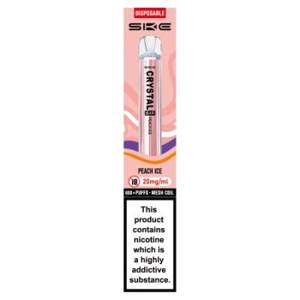 DISPOSABLE
SKE
CRYSTAL
PEACH ICE
18 20mg/ml
600+PUFFS · MESH COIL
This product
contains
nicotine
which is a
highly
addictive
substance.